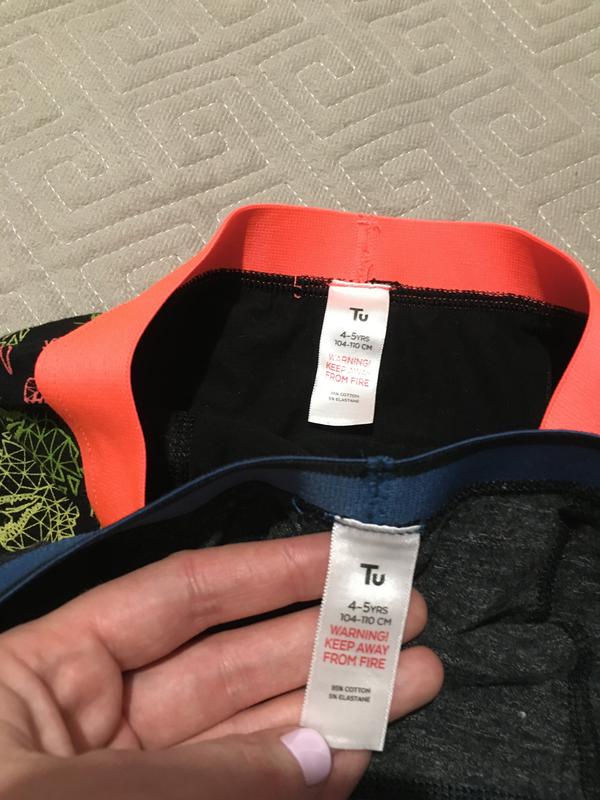 Tu
4-5YRS
104-110 CM
WARNING!
KEEP AWAY
FROM FIRE
95% COTTON
5% ELASTANE
Tu
4-5YRS
104-110 CM
WARNING!
KEEP AWAY
FROM FIRE
95% COTTON
5% ELASTANE